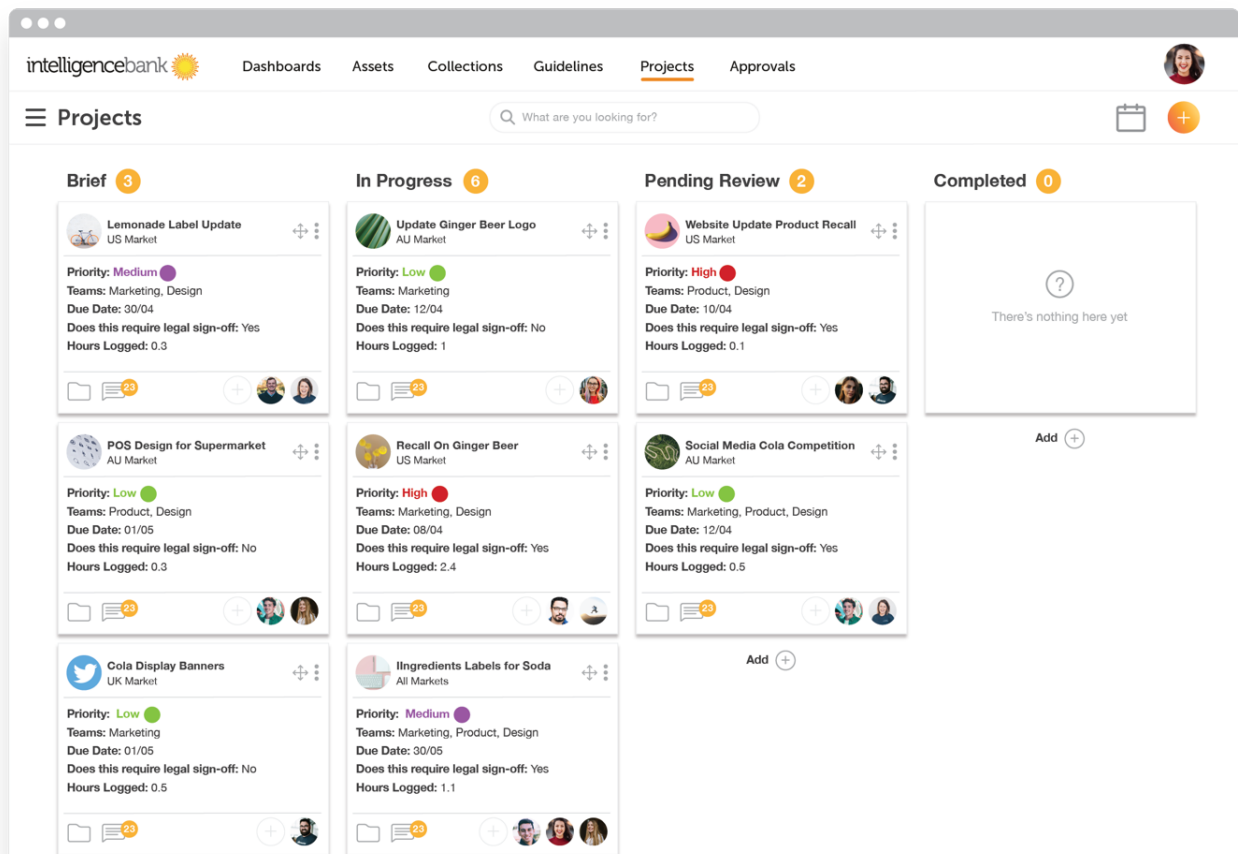 intelligencebank
Dashboards Assets Collections Guidelines Projects Approvals
Projects
What are you looking for?
Brief 3
Lemonade Label Update
US Market
Priority: Medium
Teams: Marketing, Design
Due Date: 30/04
Does this require legal sign-off: Yes
Hours Logged: 0.3
23
POS Design for Supermarket
AU Market
Priority: Low
Teams: Product, Design
Due Date: 01/05
Does this require legal sign-off: No
Hours Logged: 0.3
23
Cola Display Banners
UK Market
Priority: Low
Teams: Marketing
Due Date: 01/05
Does this require legal sign-off: No
Hours Logged: 0.5
23
In Progress 6
Update Ginger Beer Logo
AU Market
Priority: Low
Teams: Marketing
Due Date: 12/04
Does this require legal sign-off: No
Hours Logged: 1
23
Recall On Ginger Beer
US Market
Priority: High
Teams: Marketing, Design
Due Date: 08/04
Does this require legal sign-off: Yes
Hours Logged: 2.4
23
IIngredients Labels for Soda
All Markets
Priority: Medium
Teams: Marketing, Product, Design
Due Date: 30/05
Does this require legal sign-off: Yes
Hours Logged: 1.1
23
Pending Review 2
Website Update Product Recall
US Market
Priority: High
Teams: Product, Design
Due Date: 10/04
Does this require legal sign-off: Yes
Hours Logged: 0.1
23
Social Media Cola Competition
AU Market
Priority: Low
Teams: Marketing, Product, Design
Due Date: 12/04
Does this require legal sign-off: Yes
Hours Logged: 0.5
23
Add
Completed 0
?
There's nothing here yet
Add